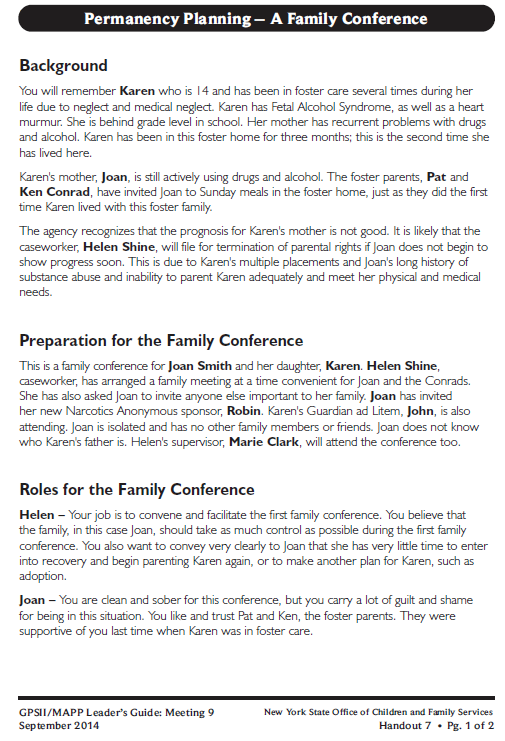 Permanency Planning – A Family Conference
Background
You will remember Karen who is 14 and has been in foster care several times during her
life due to neglect and medical neglect. Karen has Fetal Alcohol Syndrome, as well as a heart
murmur. She is behind grade level in school. Her mother has recurrent problems with drugs
and alcohol. Karen has been in this foster home for three months; this is the second time she
has lived here.
Karen's mother, Joan, is still actively using drugs and alcohol. The foster parents, Pat and
Ken Conrad, have invited Joan to Sunday meals in the foster home, just as they did the first
time Karen lived with this foster family.
The agency recognizes that the prognosis for Karen's mother is not good. It is likely that the
caseworker, Helen Shine, will file for termination of parental rights if Joan does not begin to
show progress soon. This is due to Karen's multiple placements and Joan's long history of
substance abuse and inability to parent Karen adequately and meet her physical and medical
needs.
Preparation for the Family Conference
This is a family conference for Joan Smith and her daughter, Karen. Helen Shine,
caseworker, has arranged a family meeting at a time convenient for Joan and the Conrads.
She has also asked Joan to invite anyone else important to her family. Joan has invited
her new Narcotics Anonymous sponsor, Robin. Karen's Guardian ad Litem, John, is also
attending. Joan is isolated and has no other family members or friends. Joan does not know
who Karen's father is. Helen's supervisor, Marie Clark, will attend the conference too.
Roles for the Family Conference
Helen – Your job is to convene and facilitate the first family conference. You believe that
the family, in this case Joan, should take as much control as possible during the first family
conference. You also want to convey very clearly to Joan that she has very little time to enter
into recovery and begin parenting Karen again, or to make another plan for Karen, such as
adoption.
Joan – You are clean and sober for this conference, but you carry a lot of guilt and shame
for being in this situation. You like and trust Pat and Ken, the foster parents. They were
supportive of you last time when Karen was in foster care.
GPSII/MAPP Leader's Guide: Meeting 9
September 2014
New York State Office of Children and Family Services
Handout 7 • Pg. 1 of 2